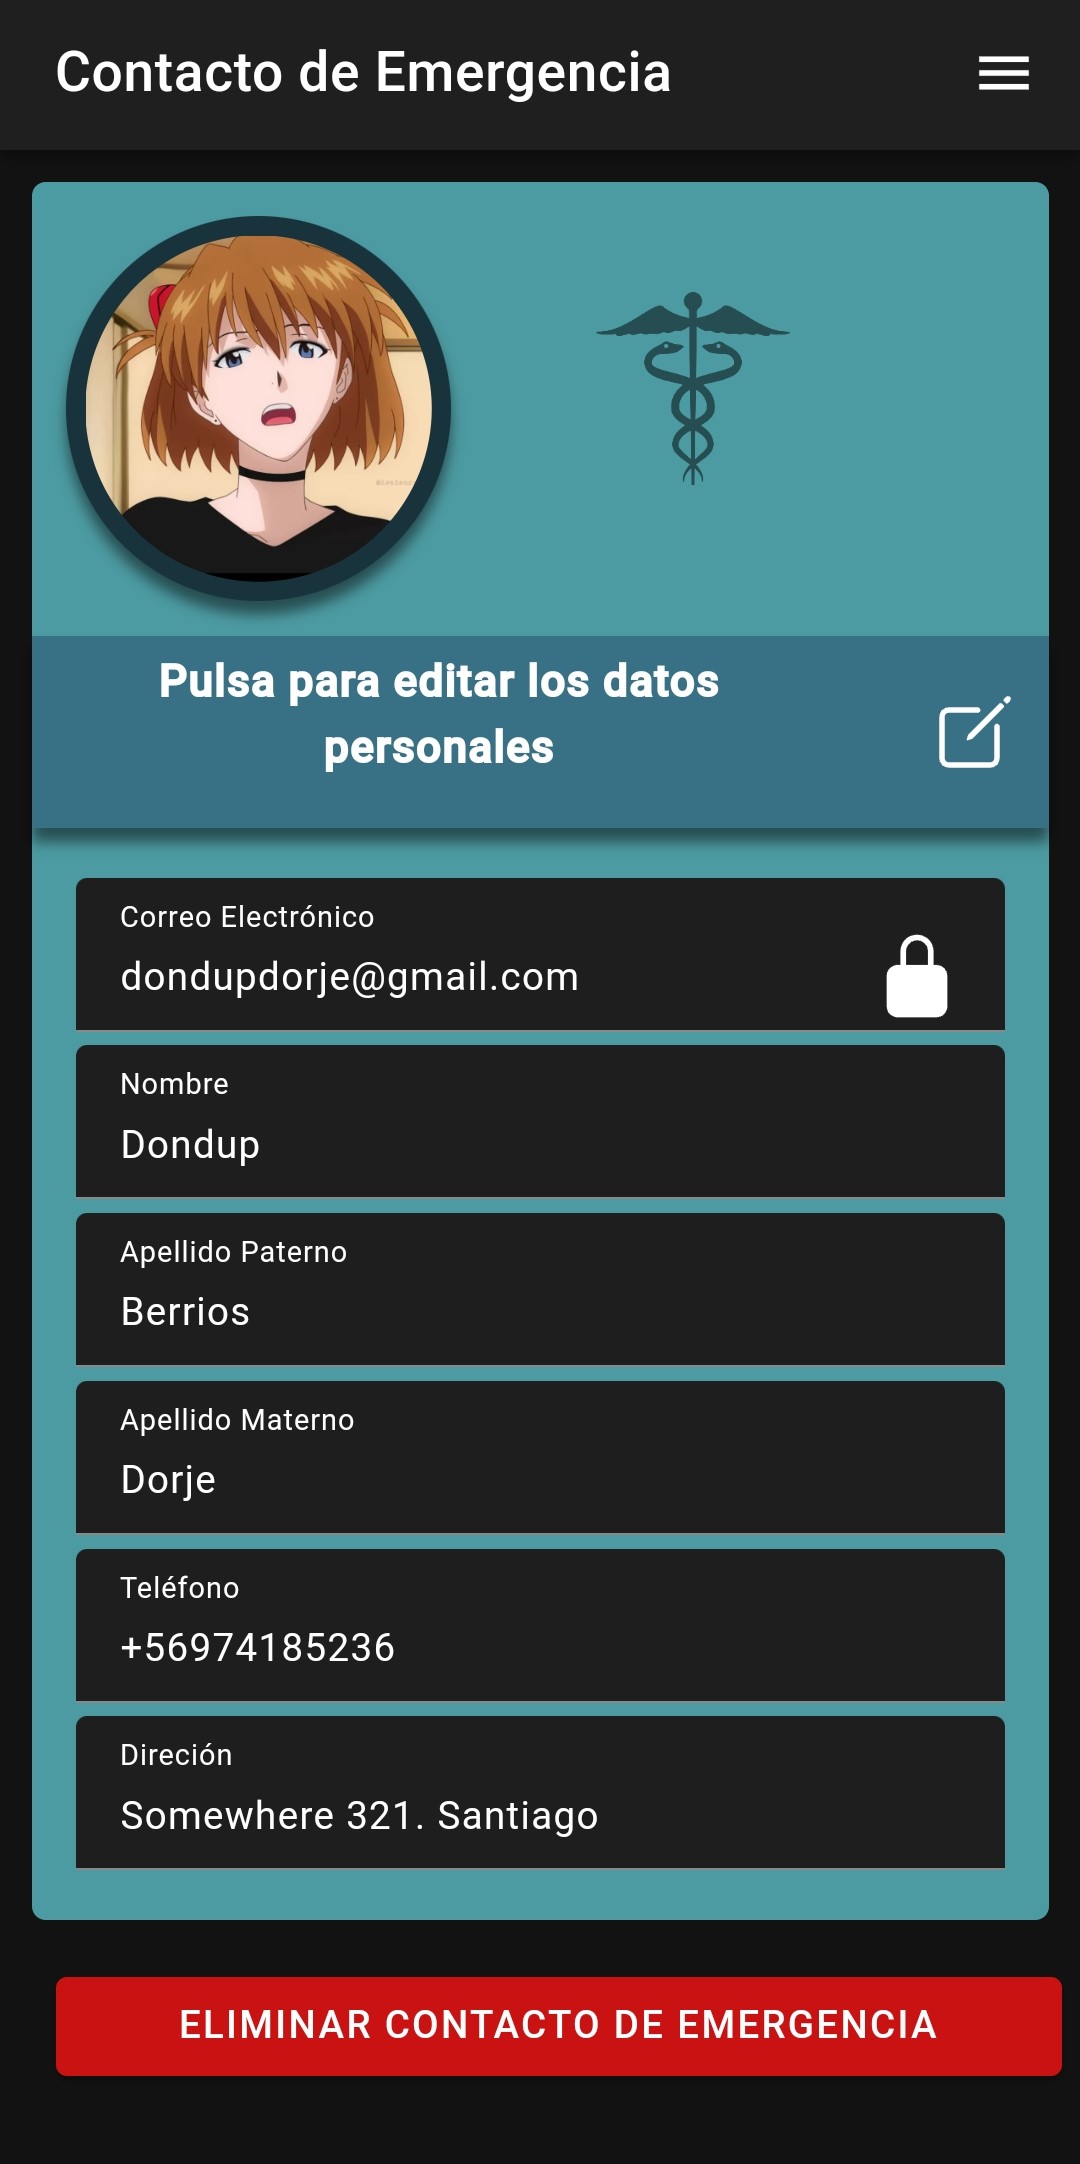 Contacto de Emergencia
Pulsa para editar los datos
personales
Correo Electrónico
dondupdorje@gmail.com
Nombre
Dondup
Apellido Paterno
Berrios
Apellido Materno
Dorje
Teléfono
+56974185236
Direción
Somewhere 321. Santiago
ELIMINAR CONTACTO DE EMERGENCIA